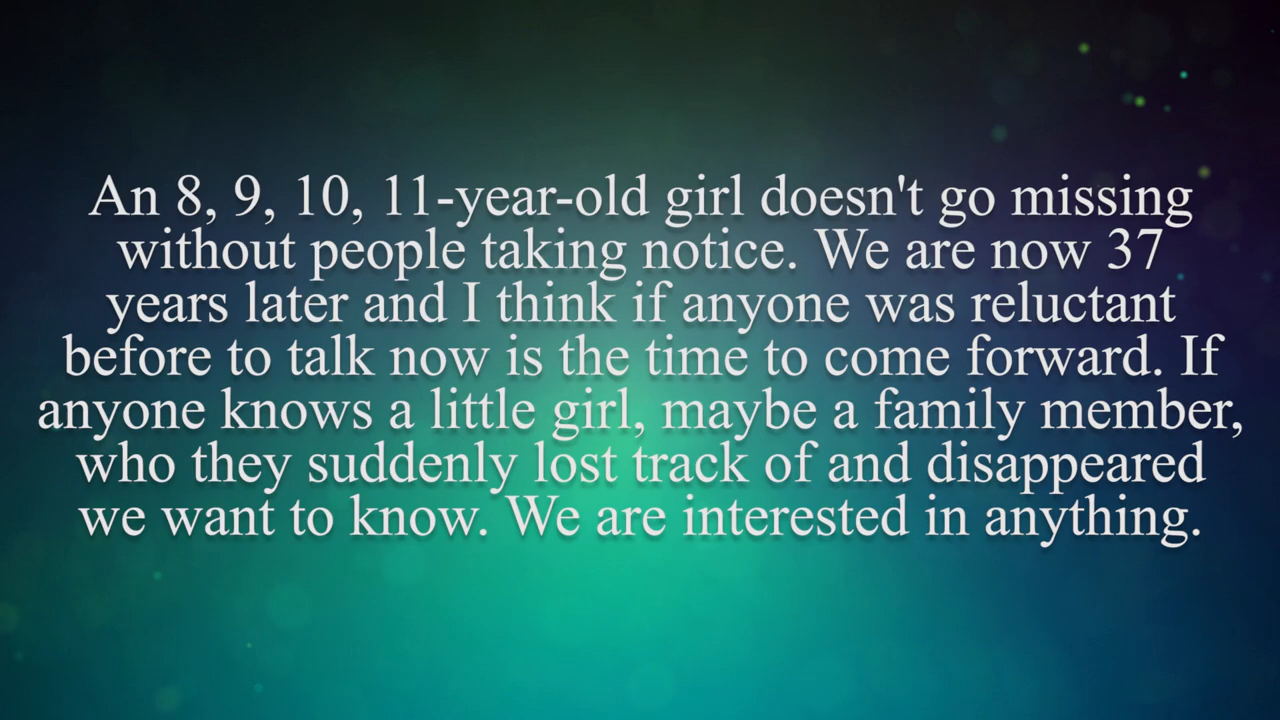 An 8, 9, 10, 11-year-old girl doesn't go missing
without people taking notice. We are now 37
years later and I think if anyone was reluctant
before to talk now is the time to come forward. If
anyone knows a little girl, maybe a family member,
who they suddenly lost track of and disappeared
we want to know. We are interested in anything.